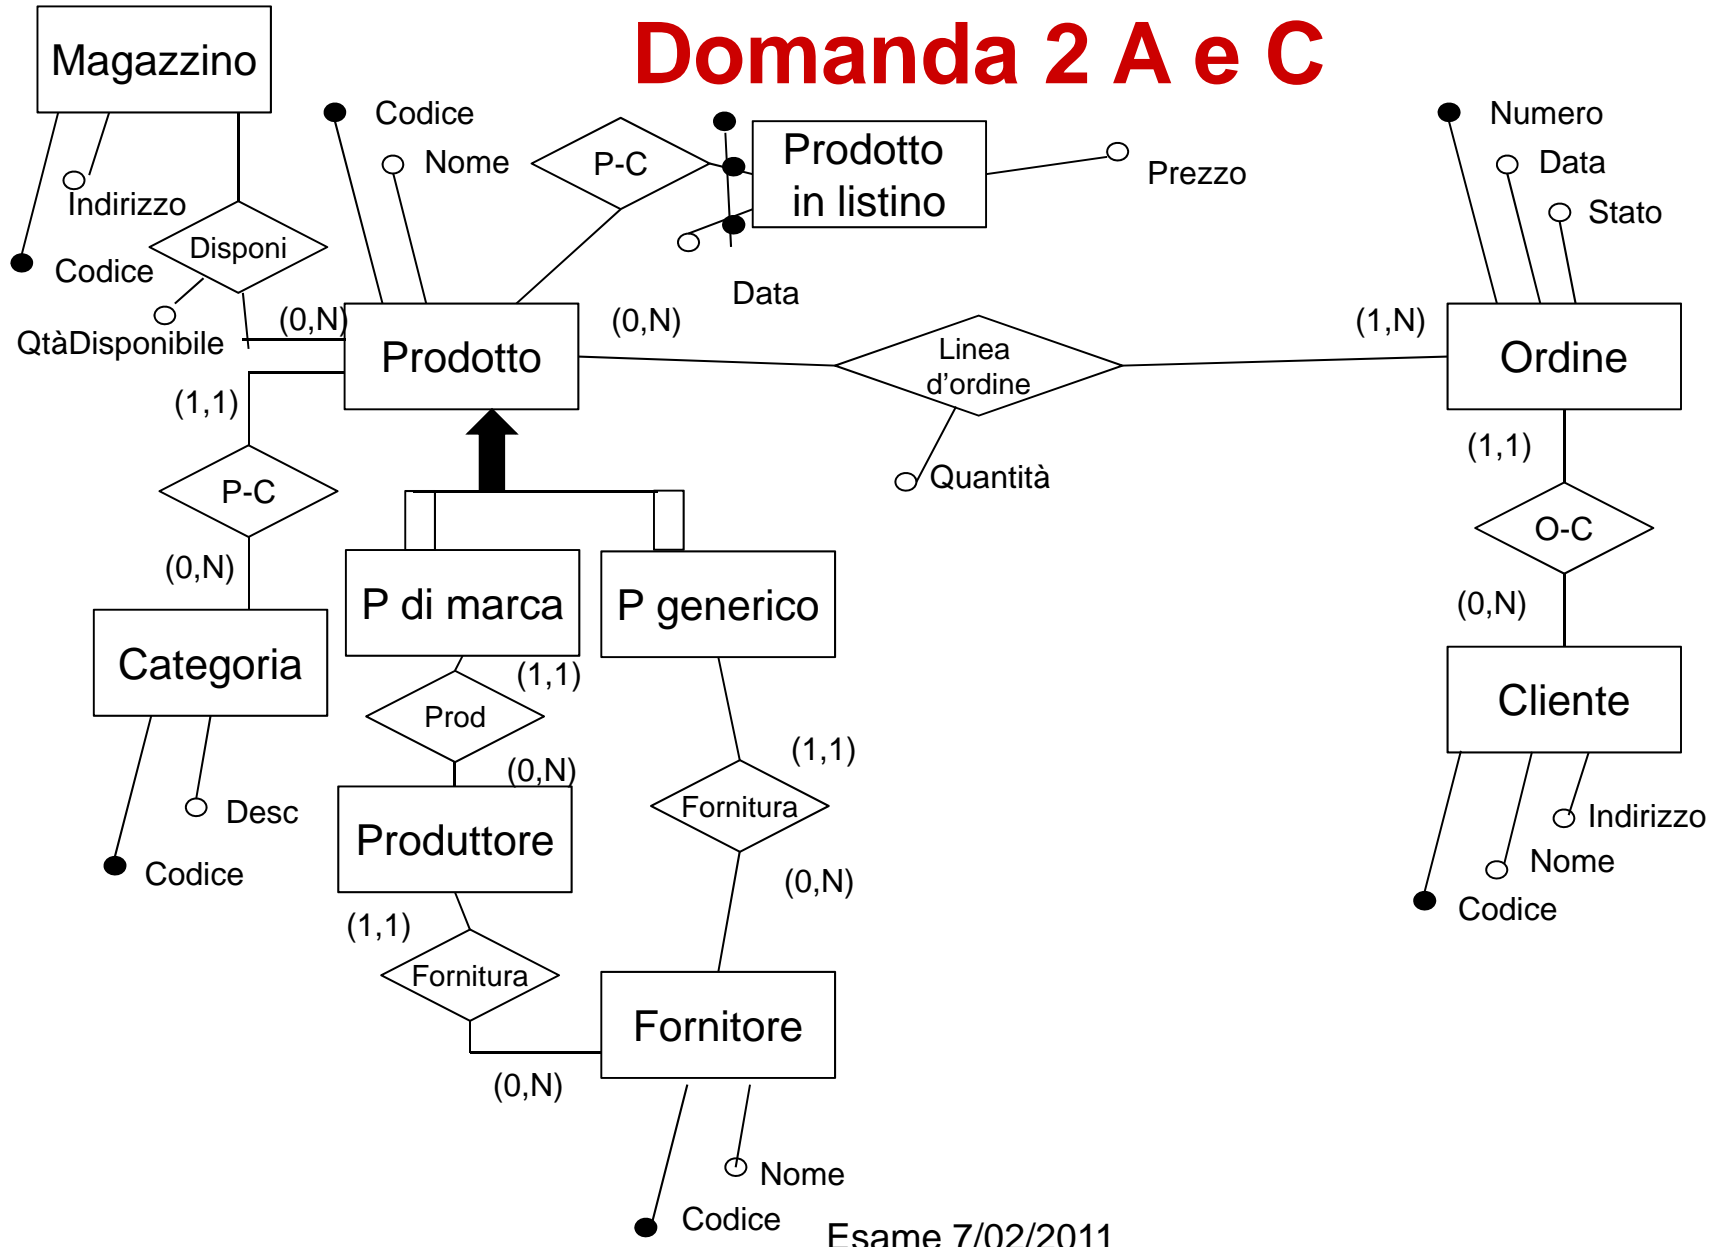 Domanda 2 A e C
Magazzino
Codice
Nome
P-C
Prodotto
in listino
Prezzo
Numero
Data
Stato
Indirizzo
Codice
Disponi
QtàDisponibile
(0,N)
Data
Prodotto
(0,N)
Linea
d'ordine
Quantità
(1,N)
Ordine
(1,1)
P-C
(0,N)
Categoria
Desc
Codice
P di marca
P generico
(1,1)
Prod
(0,N)
Produttore
(1,1)
Fornitura
(0,N)
(1,1)
Fornitura
(0,N)
Fornitore
Nome
Codice
(1,1)
O-C
(0,N)
Cliente
Indirizzo
Nome
Codice
Esame 7/02/2011